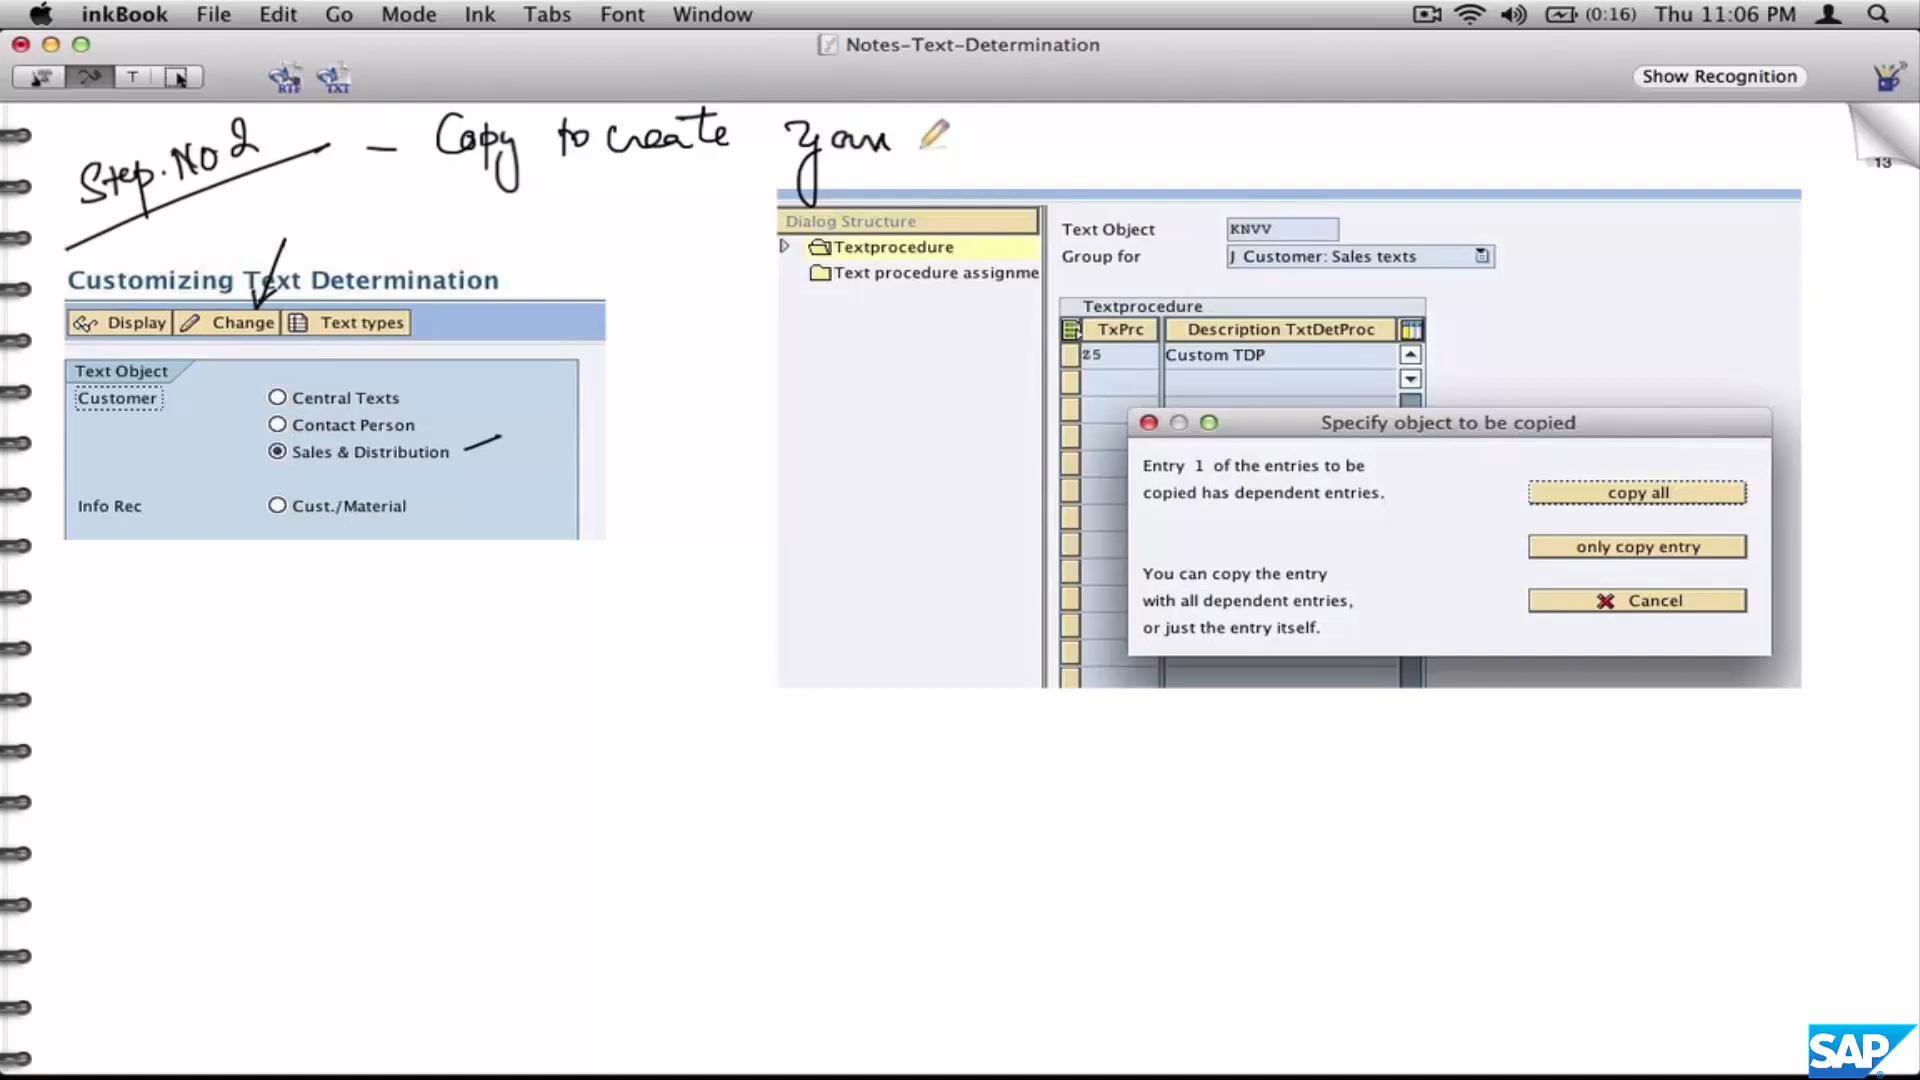 inkBook File Edit Go Mode Ink Tabs Font Window (0:16) Thu 11:06 PM
Notes-Text-Determination
T RTF TXT Show Recognition
Step. No 2 - Copy to create your
13
Customizing Text Determination
Display Change Text types
Text Object
Customer Central Texts
Contact Person
Sales & Distribution
Info Rec Cust./Material
Dialog Structure
Textprocedure
Text procedure assignme
Text Object KNVV
Group for J Customer: Sales texts
Textprocedure
TxPrc Description TxtDetProc
25 Custom TDP
Specify object to be copied
Entry 1 of the entries to be
copied has dependent entries.
copy all
only copy entry
You can copy the entry
with all dependent entries,
or just the entry itself.
Cancel
SAP